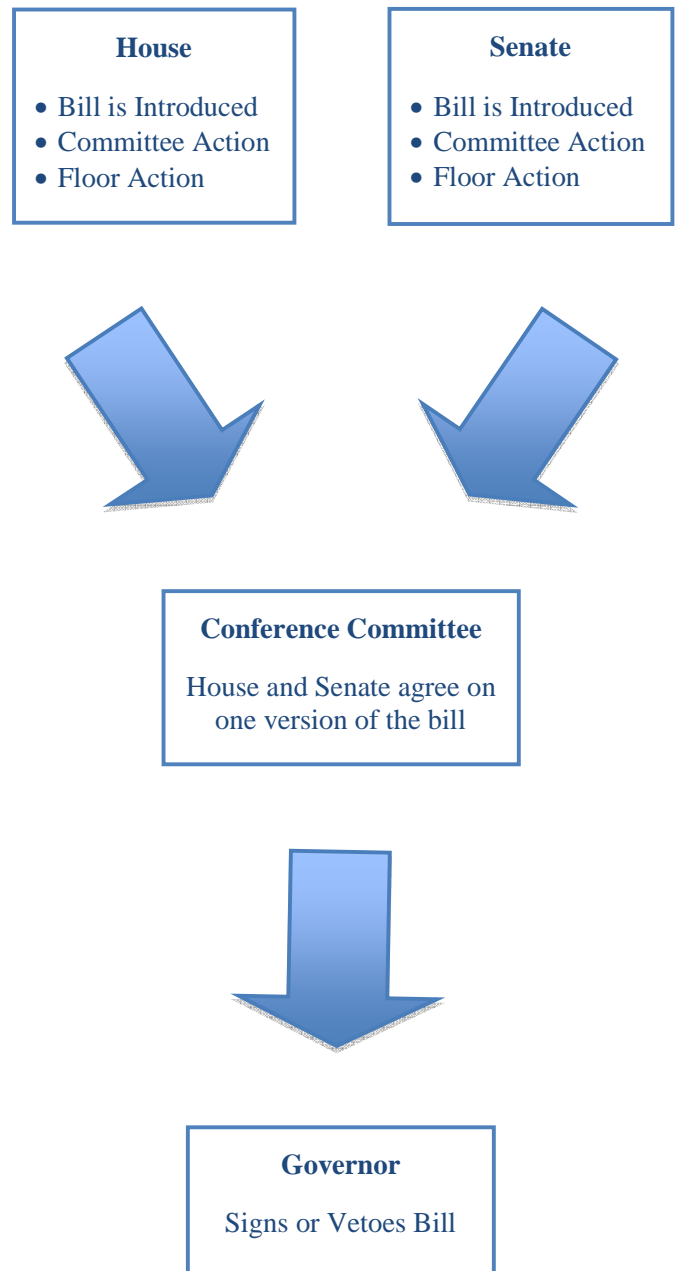 House
• Bill is Introduced
• Committee Action
• Floor Action
Senate
• Bill is Introduced
• Committee Action
• Floor Action
Conference Committee
House and Senate agree on
one version of the bill
Governor
Signs or Vetoes Bill